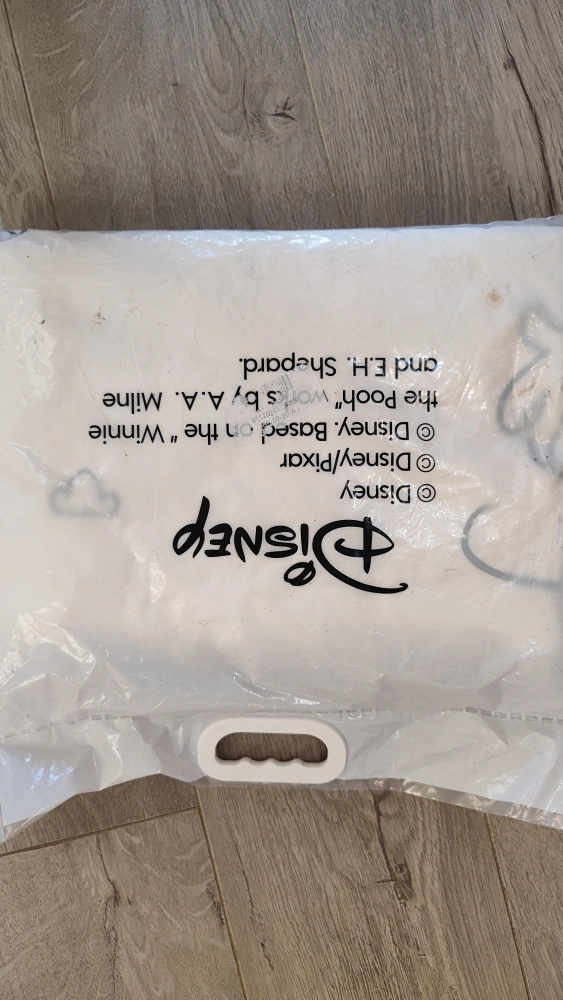 Disney
© Disney
© Disney/Pixar
© Disney. Based on the "Winnie
the Pooh" works by A.A. Milne
and E.H. Shepard.